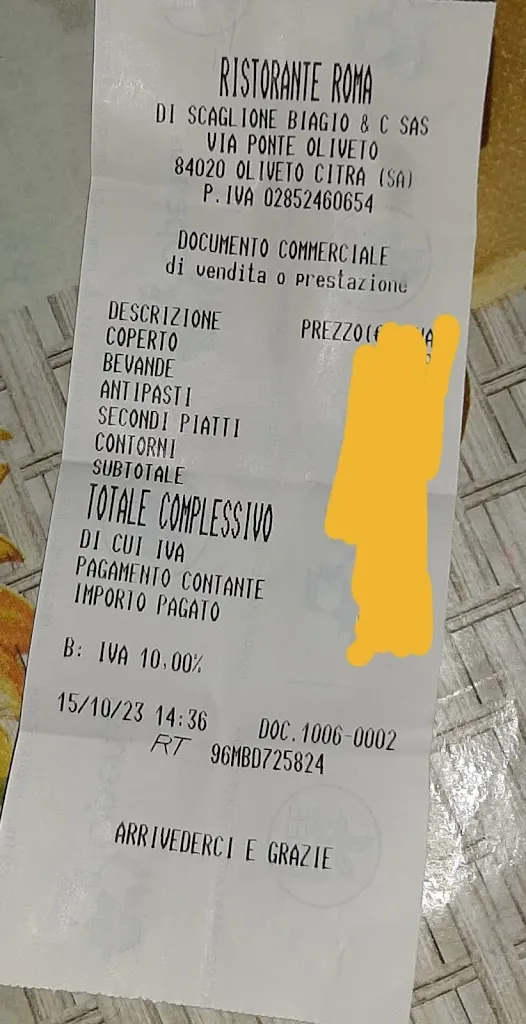 RISTORANTE ROMA
DI SCAGLIONE BIAGIO & C SAS
VIA PONTE OLIVETO
84020 OLIVETO CITRA (SA)
P.IVA 02852460654
DOCUMENTO COMMERCIALE
di vendita o prestazione
DESCRIZIONE PREZZO(€
COPERTO
BEVANDE
ANTIPASTI
SECONDI PIATTI
CONTORNI
SUBTOTALE
TOTALE COMPLESSIVO
DI CUI IVA
PAGAMENTO CONTANTE
IMPORTO PAGATO
B: IVA 10,00%
15/10/23 14:36 DOC.1006-0002
RT 96MBD725824
ARRIVEDERCI E GRAZIE